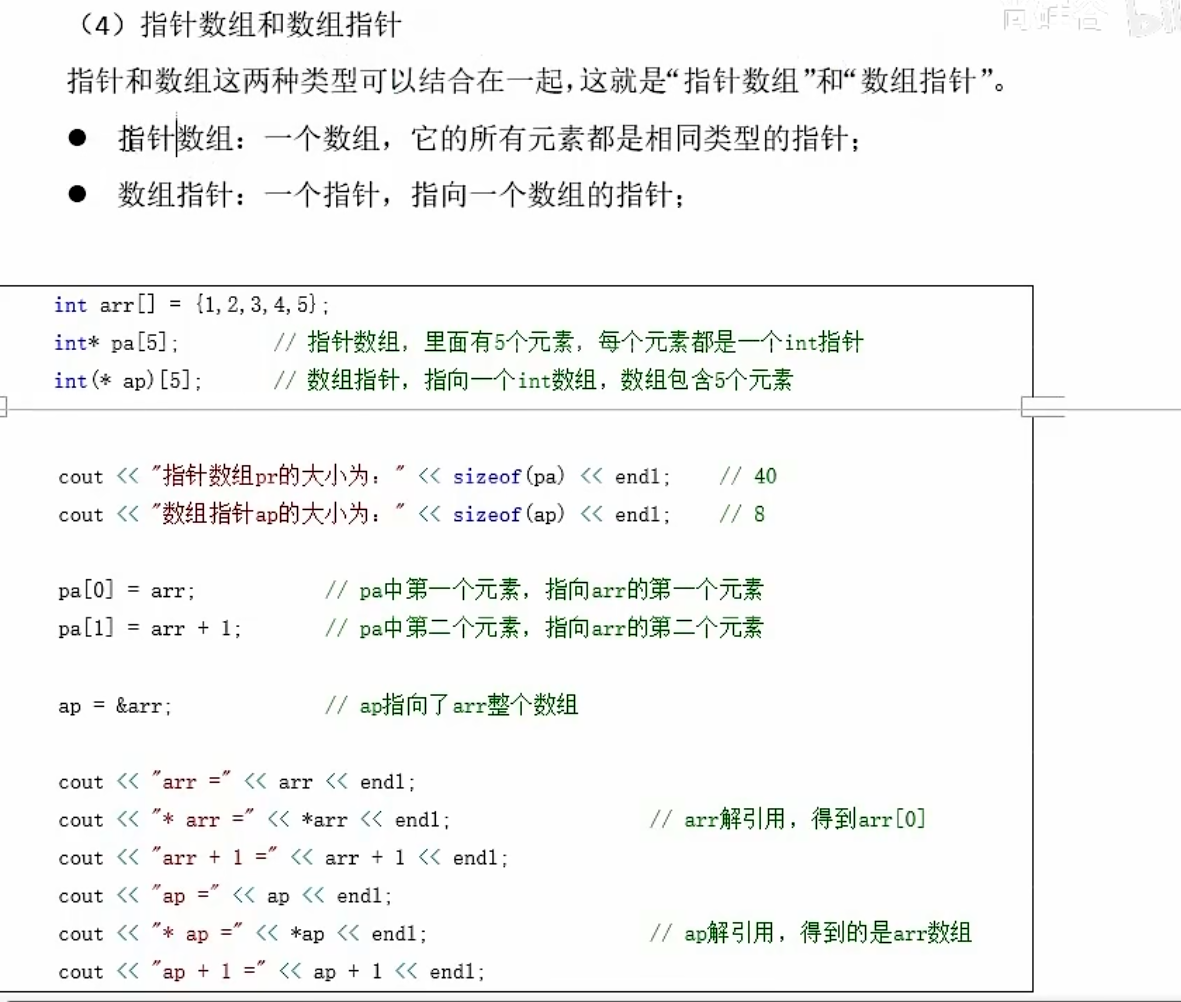 (4) 指针数组和数组指针
指针和数组这两种类型可以结合在一起,这就是“指针数组”和“数组指针”。
● 指针数组：一个数组，它的所有元素都是相同类型的指针；
● 数组指针：一个指针，指向一个数组的指针；
int arr[] = {1,2,3,4,5};
int* pa[5]; // 指针数组，里面有5个元素，每个元素都是一个int指针
int(* ap)[5]; // 数组指针，指向一个int数组，数组包含5个元素
cout << "指针数组pr的大小为：" << sizeof(pa) << endl; // 40
cout << "数组指针ap的大小为：" << sizeof(ap) << endl; // 8
pa[0] = arr; // pa中第一个元素，指向arr的第一个元素
pa[1] = arr + 1; // pa中第二个元素，指向arr的第二个元素
ap = &arr; // ap指向了arr整个数组
cout << "arr =" << arr << endl;
cout << "* arr =" << *arr << endl; // arr解引用，得到arr[0]
cout << "arr + 1 =" << arr + 1 << endl;
cout << "ap =" << ap << endl;
cout << "* ap =" << *ap << endl; // ap解引用，得到的是arr数组
cout << "ap + 1 =" << ap + 1 << endl;